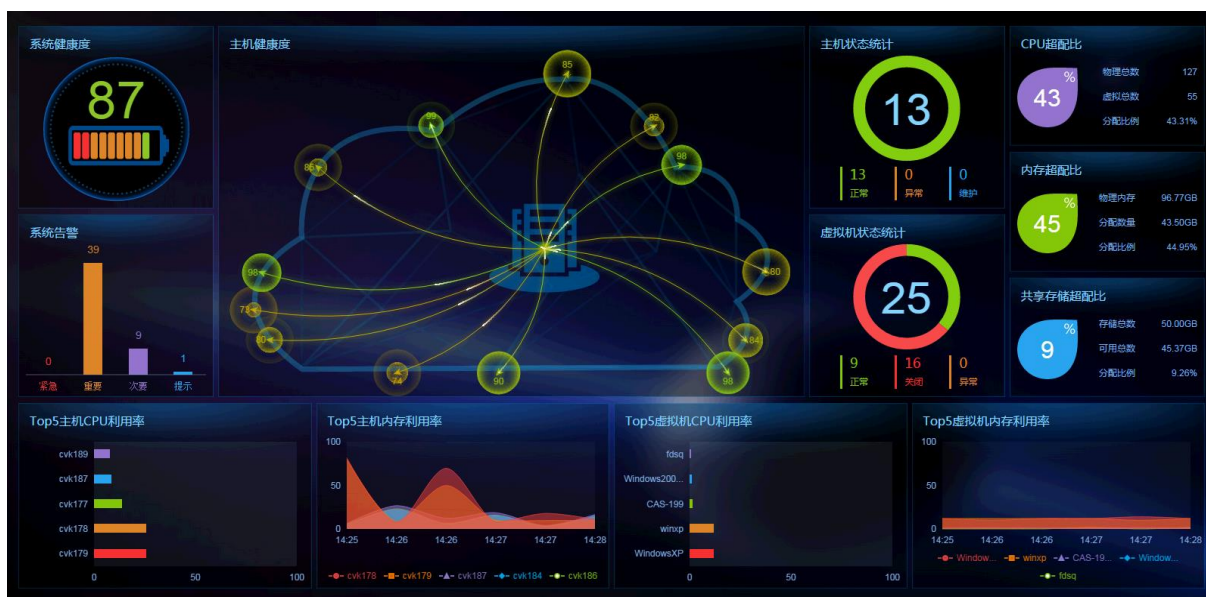 系统健康度
87
主机健康度
85
99
82
98
85
98
80
73
80
84
74
90
98
主机状态统计
13
13
0
0
正常
异常
维护
CPU超配比
%
43
物理总数 127
虚拟总数 55
分配比例 43.31%
内存超配比
%
45
物理内存 96.77GB
分配数量 43.50GB
分配比例 44.95%
系统告警
39
9
1
0
紧急 重要 次要 提示
虚拟机状态统计
25
9
16
0
正常
关闭
异常
共享存储超配比
%
9
存储总数 50.00GB
可用总数 45.37GB
分配比例 9.26%
Top5主机CPU利用率
cvk189
cvk187
cvk177
cvk178
cvk179
0 50 100
Top5主机内存利用率
100
50
0
14:25 14:26 14:26 14:27 14:27 14:28
cvk178 cvk179 cvk187 cvk184 cvk186
Top5虚拟机CPU利用率
fdsq
Windows200...
CAS-199
winxp
WindowsXP
0 50 100
Top5虚拟机内存利用率
100
50
0
14:25 14:26 14:26 14:27 14:27 14:28
Window... winxp CAS-19... Window...
fdsq